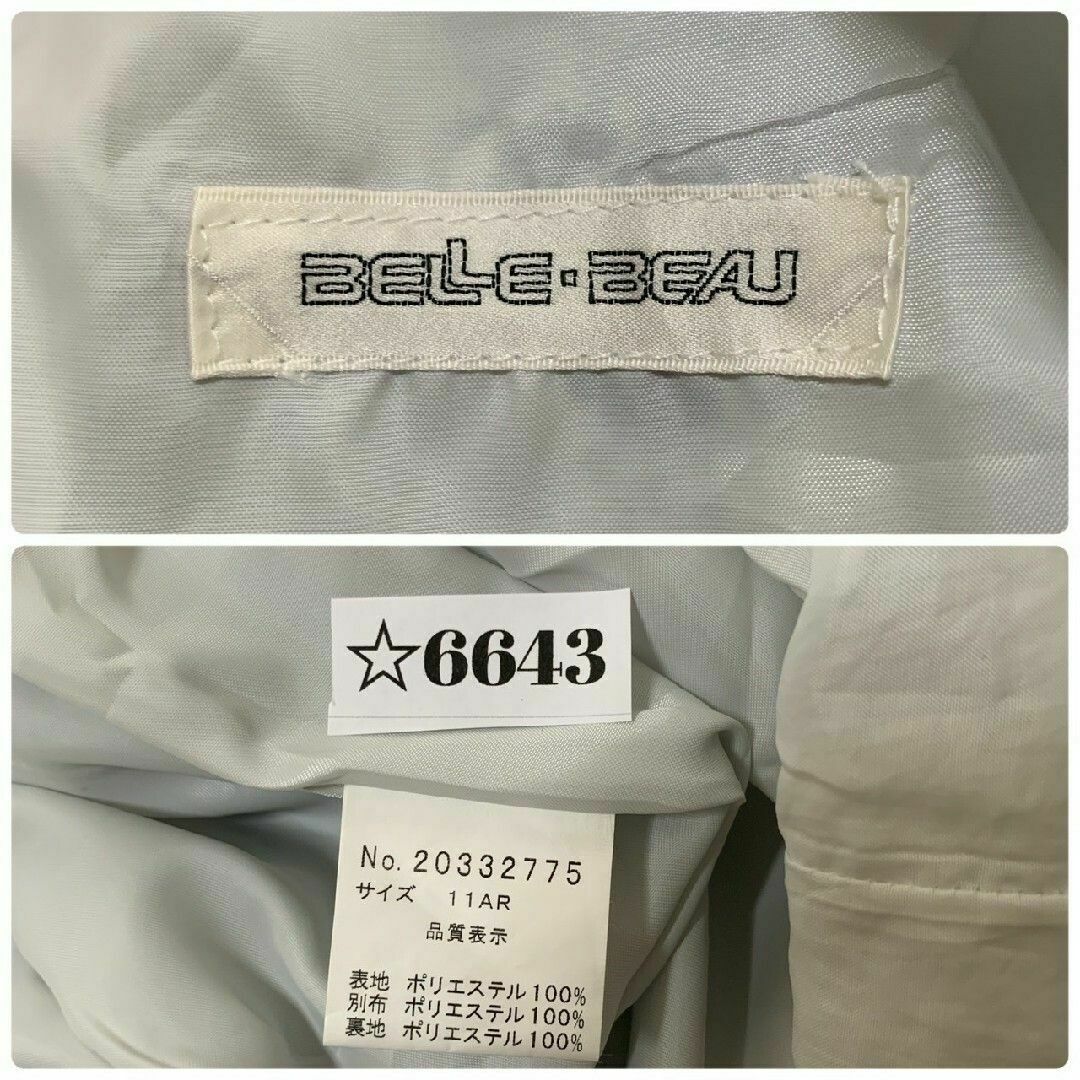 BELLE·BEAU
☆6643
No.20332775
サイズ 11AR
品質表示
表地 ポリエステル100%
別布 ポリエステル100%
裏地 ポリエステル100%